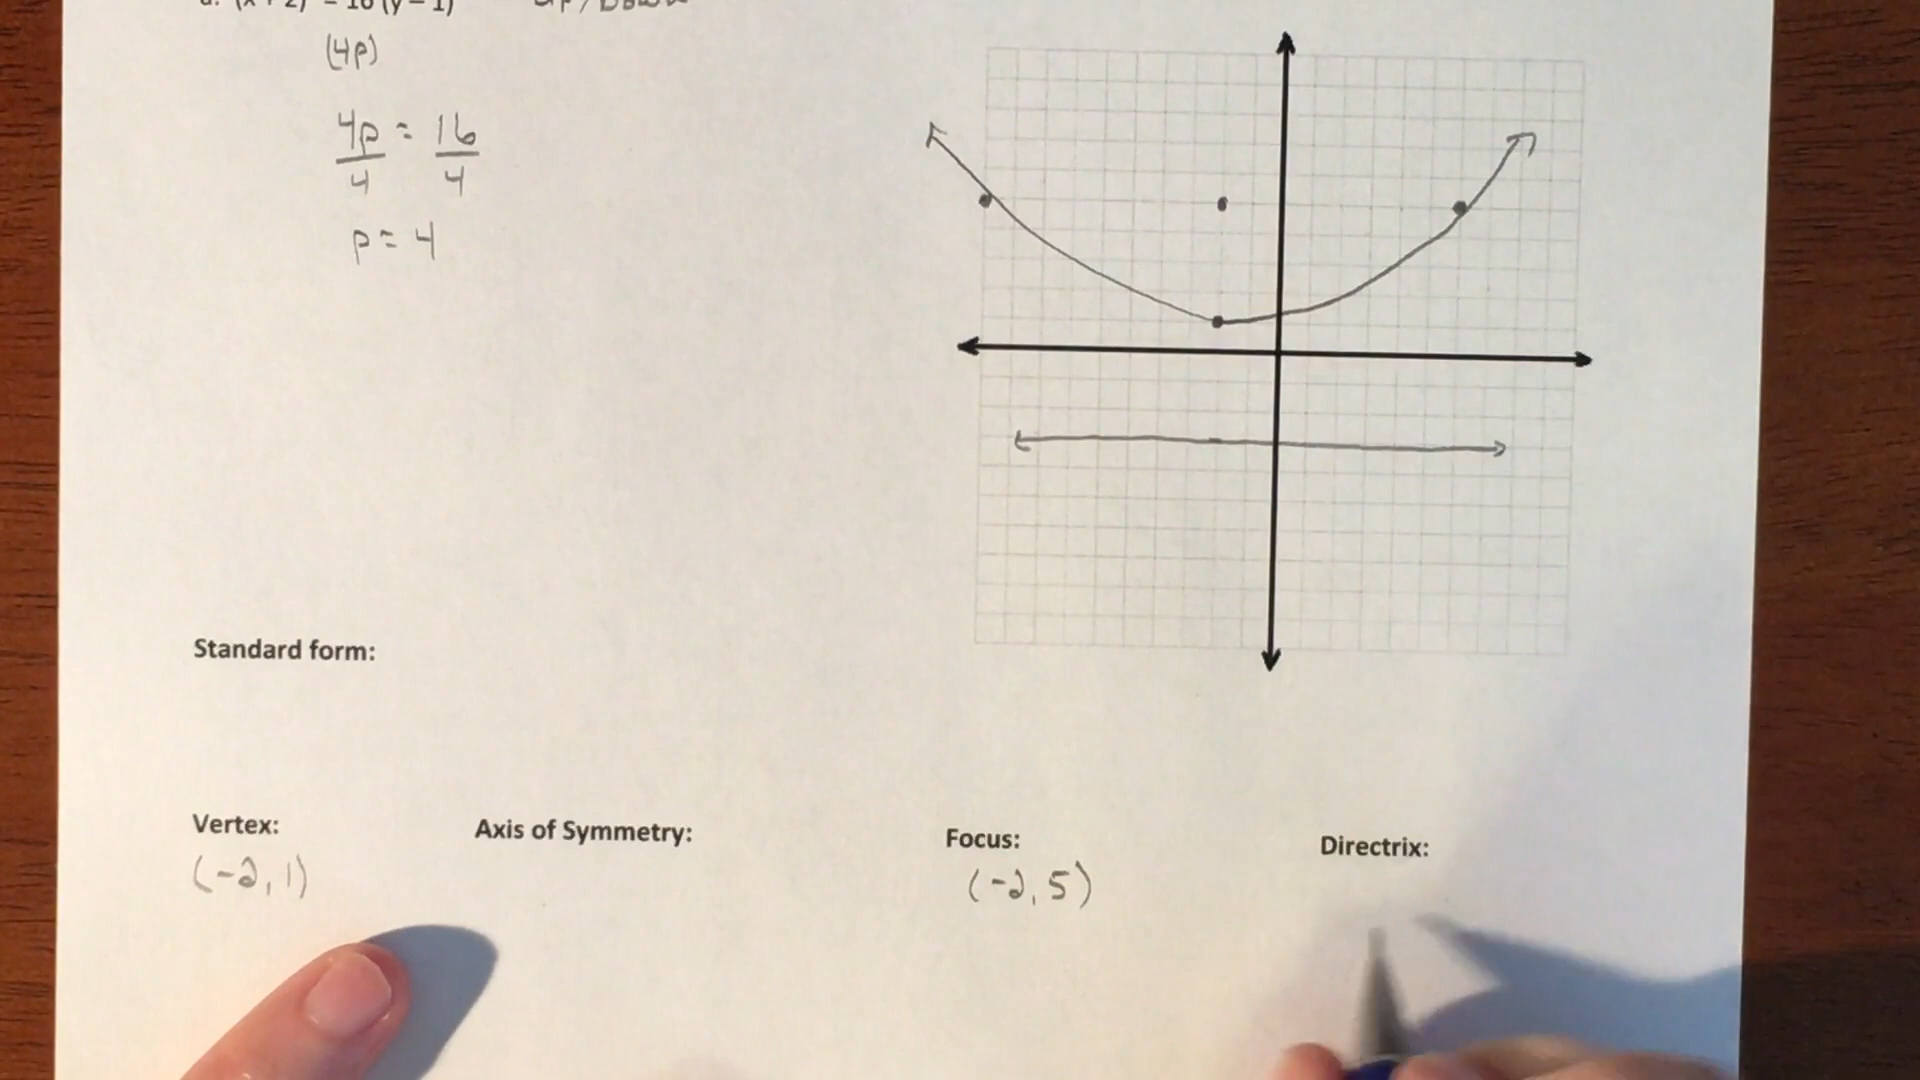 (4p)
4p = 16
4 4
p = 4
Standard form:
Vertex: Axis of Symmetry: Focus: Directrix:
(-2, 1) (-2, 5)